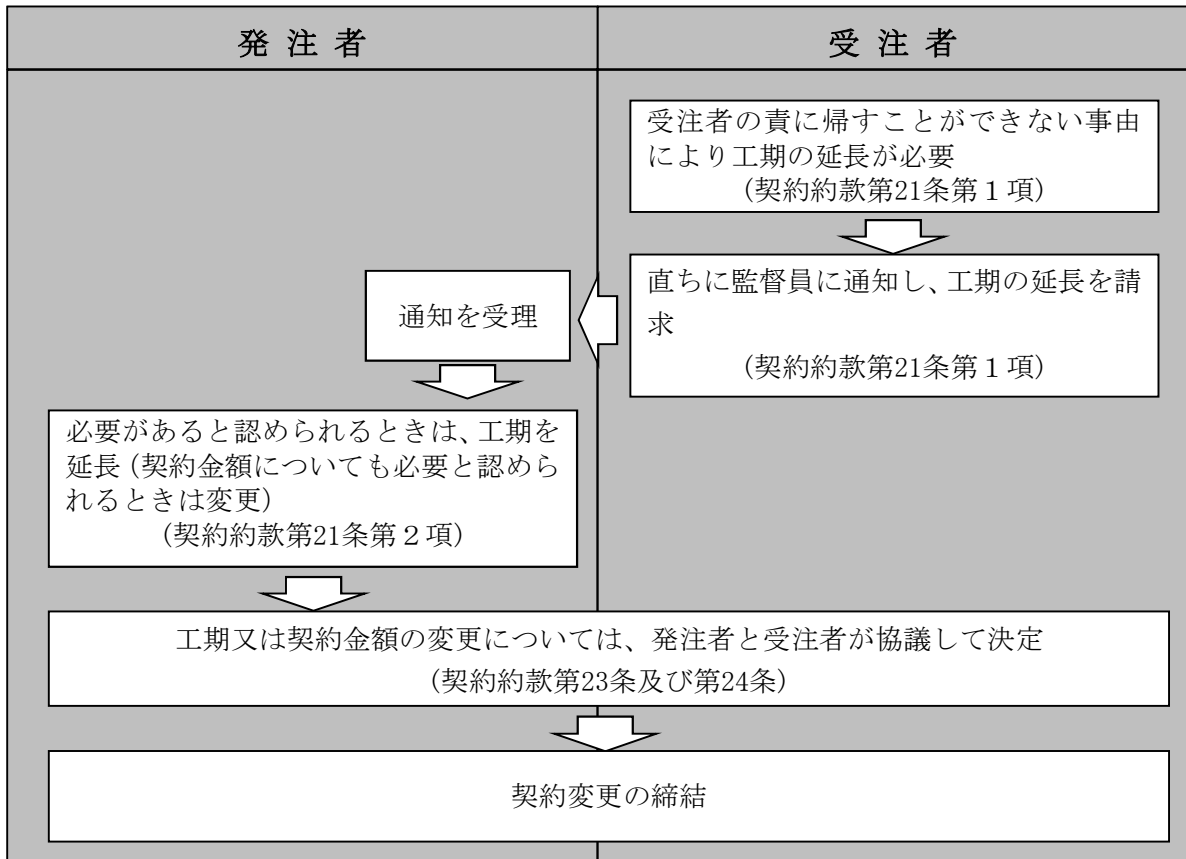 発 注 者
受 注 者
受注者の責に帰すことができない事由
により工期の延長が必要
(契約約款第21条第１項)
直ちに監督員に通知し、工期の延長を請
求
(契約約款第21条第１項)
通知を受理
必要があると認められるときは、工期を
延長（契約金額についても必要と認めら
れるときは変更）
(契約約款第21条第２項)
工期又は契約金額の変更については、発注者と受注者が協議して決定
(契約約款第23条及び第24条)
契約変更の締結